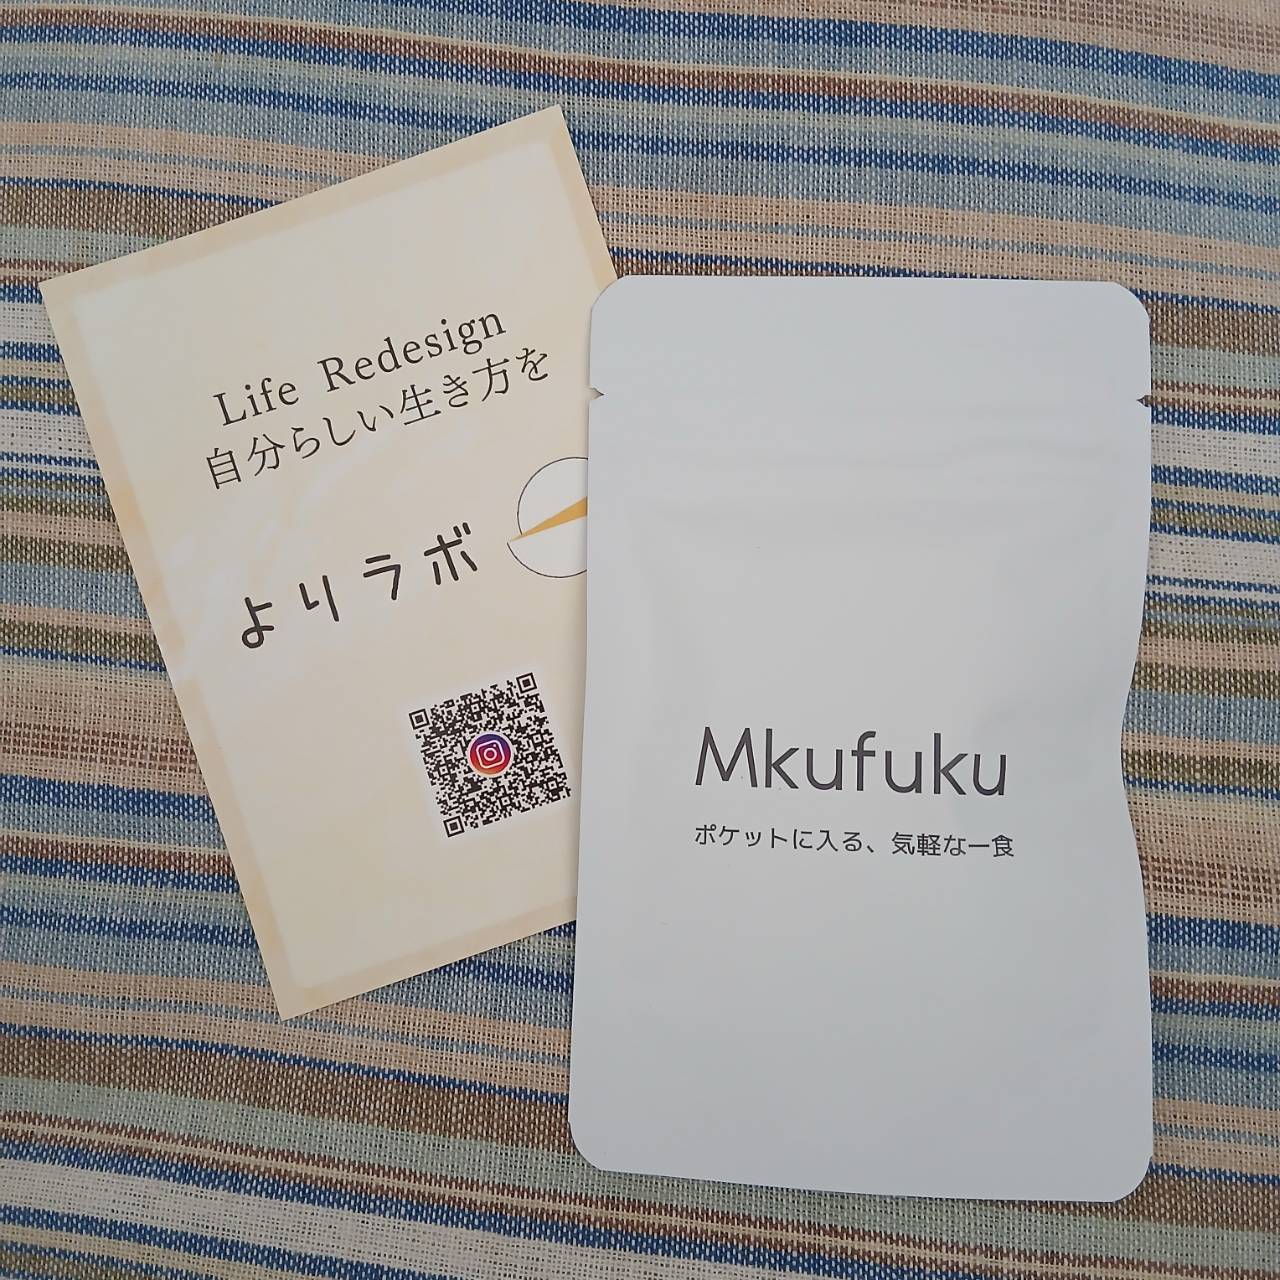 Life Redesign
自分らしい生き方を
よりラボ
Mkufuku
ポケットに入る、気軽な一食